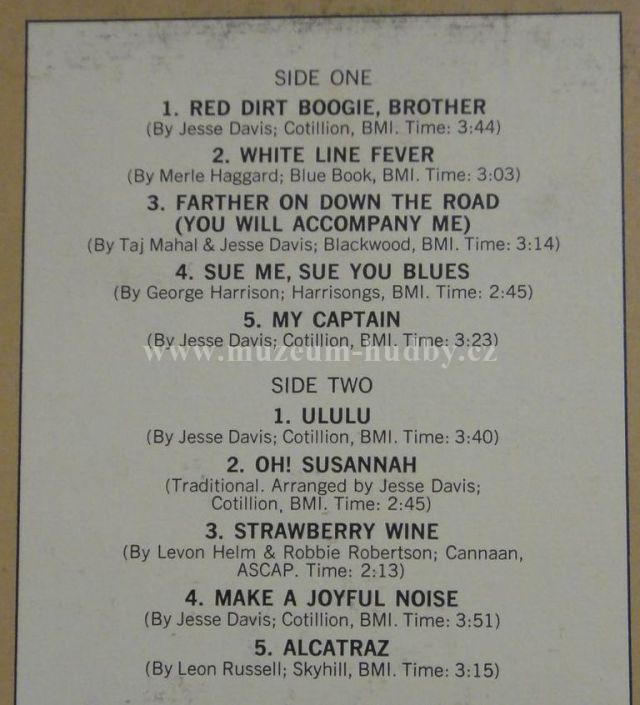 SIDE ONE
1. RED DIRT BOOGIE, BROTHER
(By Jesse Davis; Cotillion, BMI. Time: 3:44)
2. WHITE LINE FEVER
(By Merle Haggard; Blue Book, BMI. Time: 3:03)
3. FARTHER ON DOWN THE ROAD
(YOU WILL ACCOMPANY ME)
(By Taj Mahal & Jesse Davis; Blackwood, BMI. Time: 3:14)
4. SUE ME, SUE YOU BLUES
(By George Harrison; Harrisongs, BMI. Time: 2:45)
5. MY CAPTAIN
(By Jesse Davis; Cotillion, BMI. Time: 3:23)
www.muzeum-hudby.cz
SIDE TWO
1. ULULU
(By Jesse Davis; Cotillion, BMI. Time: 3:40)
2. OH! SUSANNAH
(Traditional. Arranged by Jesse Davis;
Cotillion, BMI. Time: 2:45)
3. STRAWBERRY WINE
(By Levon Helm & Robbie Robertson; Cannaan,
ASCAP. Time: 2:13)
4. MAKE A JOYFUL NOISE
(By Jesse Davis; Cotillion, BMI. Time: 3:51)
5. ALCATRAZ
(By Leon Russell; Skyhill, BMI. Time: 3:15)